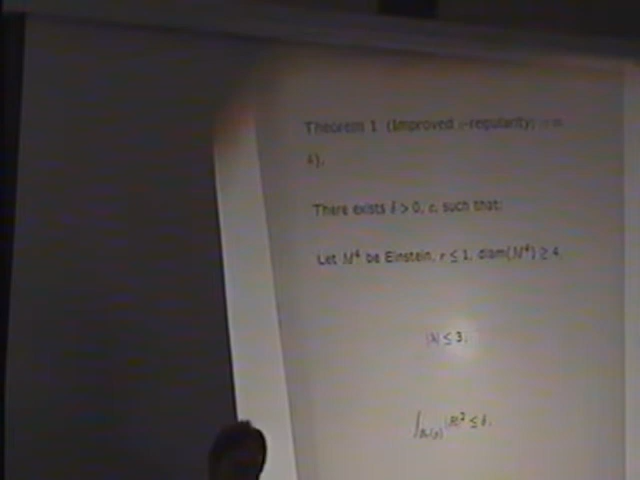 Theorem 1 (Improved ε-regularity; n =
4).
There exists δ > 0, c, such that:
Let M⁴ be Einstein, r ≤ 1, diam(M⁴) ≥ 4,
|λ| ≤ 3,
∫_{B_r(p)} |R|² ≤ δ.